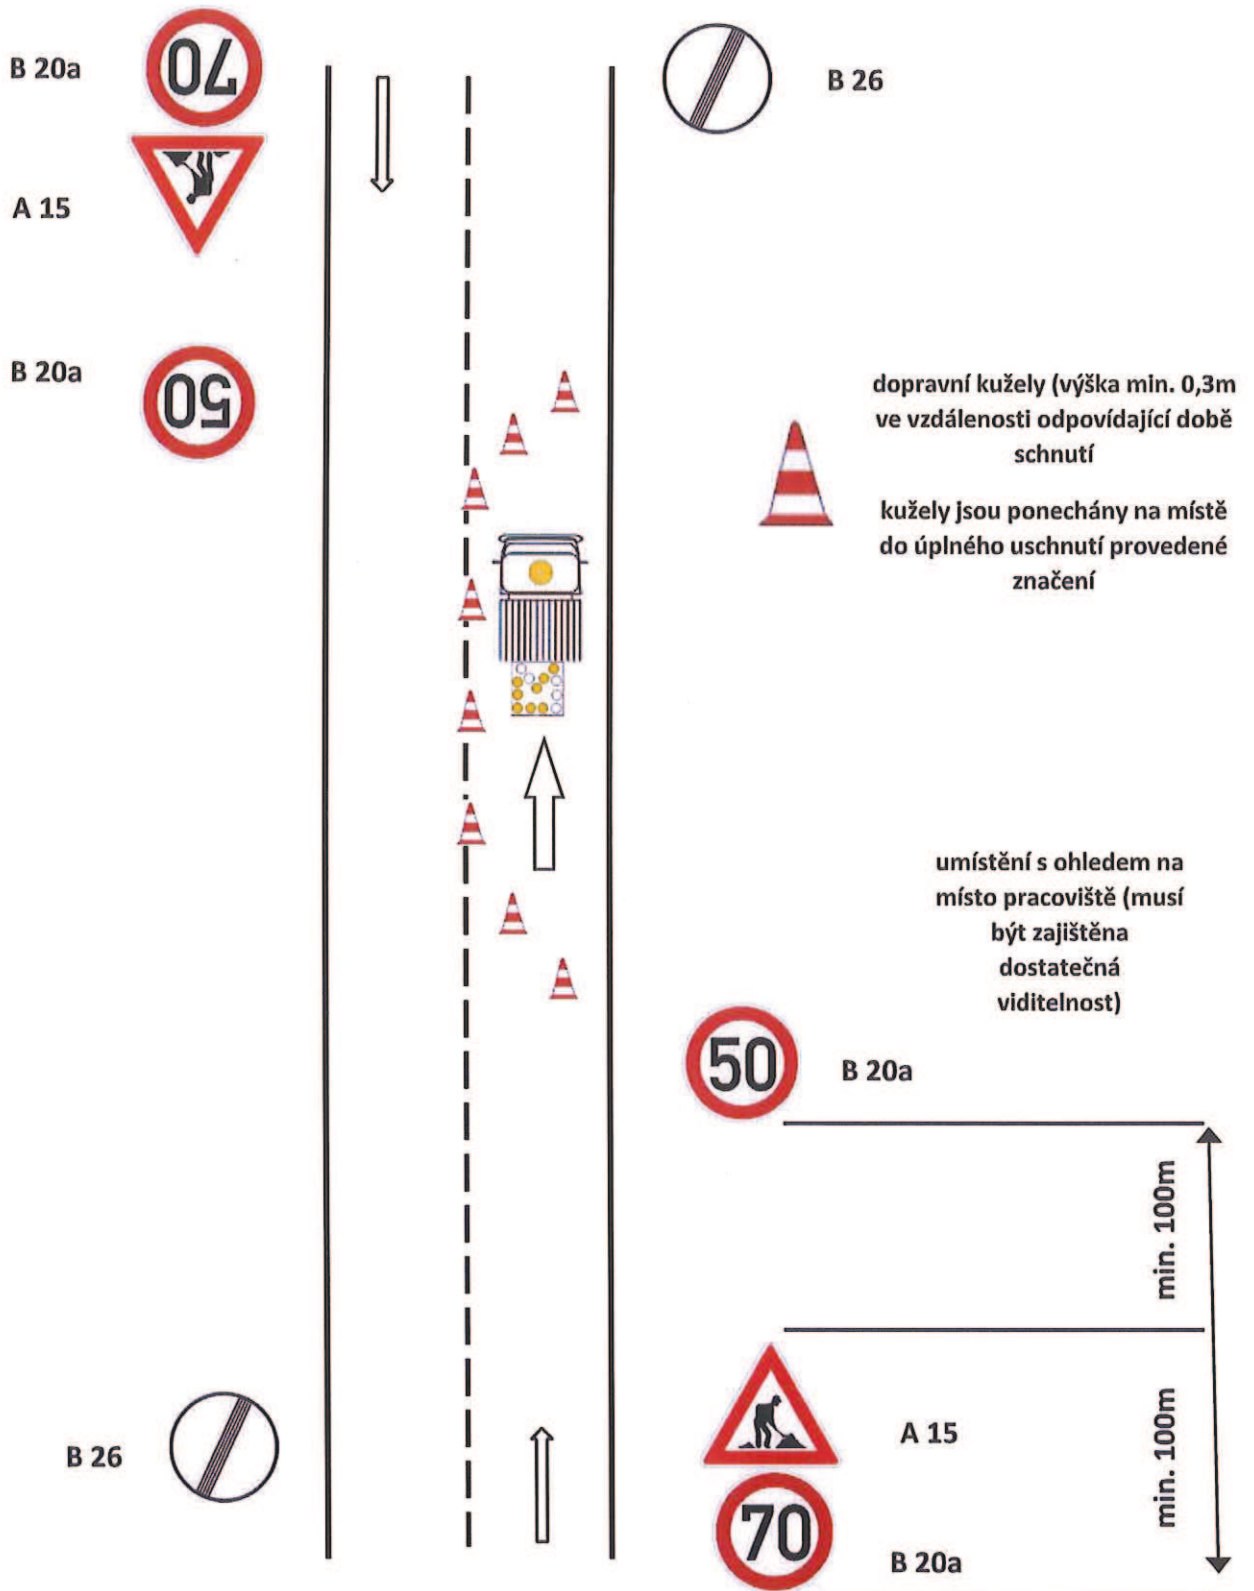 B 20a
70
A 15
B 26
B 20a
50
dopravní kužely (výška min. 0,3m
ve vzdálenosti odpovídající době
schnutí
kužely jsou ponechány na místě
do úplného uschnutí provedené
značení
umístění s ohledem na
místo pracoviště (musí
být zajištěna
dostatečná
viditelnost)
50
B 20a
min. 100m
B 26
A 15
min. 100m
70
B 20a